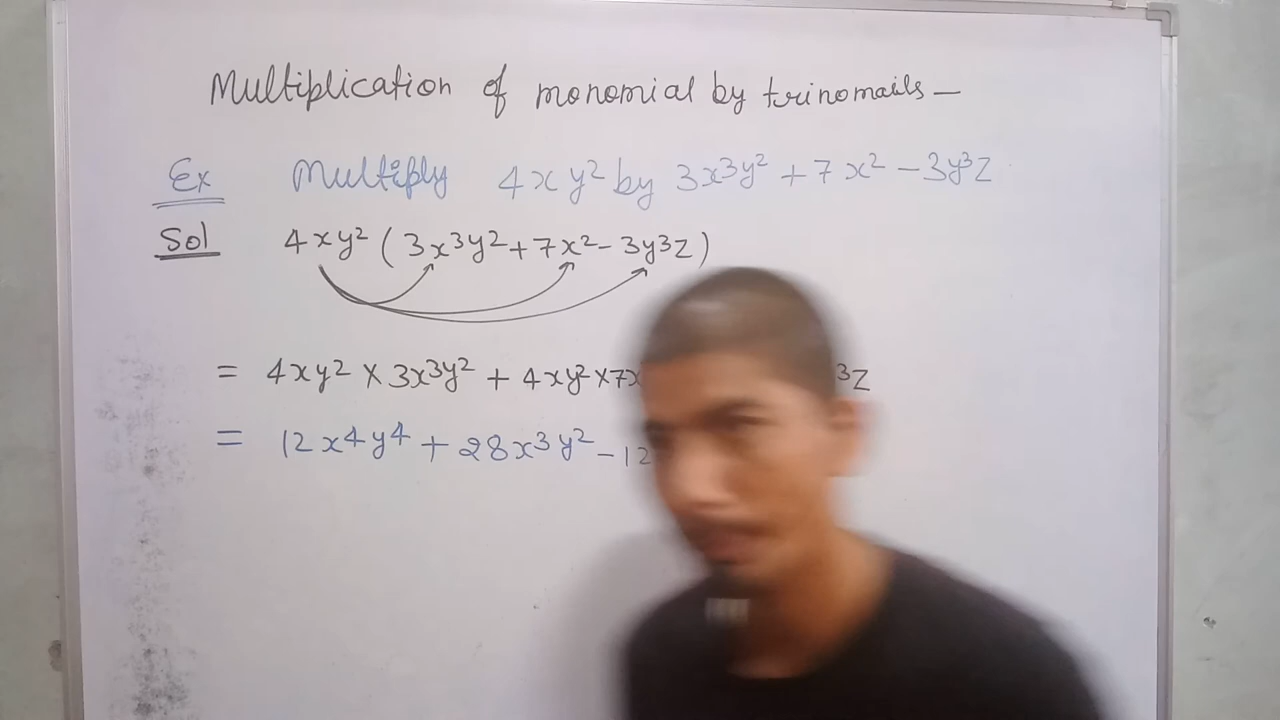 Multiplication of monomial by trinomails —
Ex Multiply 4xy² by 3x³y² + 7x² - 3y³z
Sol 4xy² ( 3x³y² + 7x² - 3y³z )
= 4xy² × 3x³y² + 4xy² × 7x ³z
= 12x⁴y⁴ + 28x³y² - 12